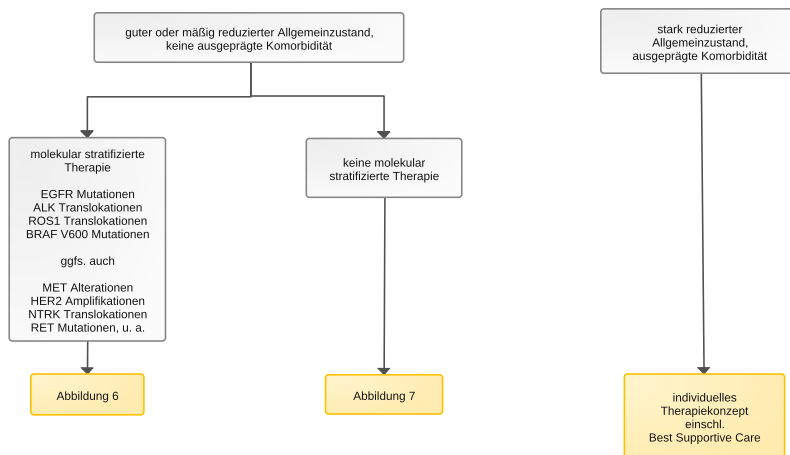 guter oder mäßig reduzierter Allgemeinzustand,
keine ausgeprägte Komorbidität
stark reduzierter
Allgemeinzustand,
ausgeprägte Komorbidität
molekular stratifizierte
Therapie
EGFR Mutationen
ALK Translokationen
ROS1 Translokationen
BRAF V600 Mutationen
ggfs. auch
MET Alterationen
HER2 Amplifikationen
NTRK Translokationen
RET Mutationen, u. a.
keine molekular
stratifizierte Therapie
Abbildung 6
Abbildung 7
individuelles
Therapiekonzept
einschl.
Best Supportive Care